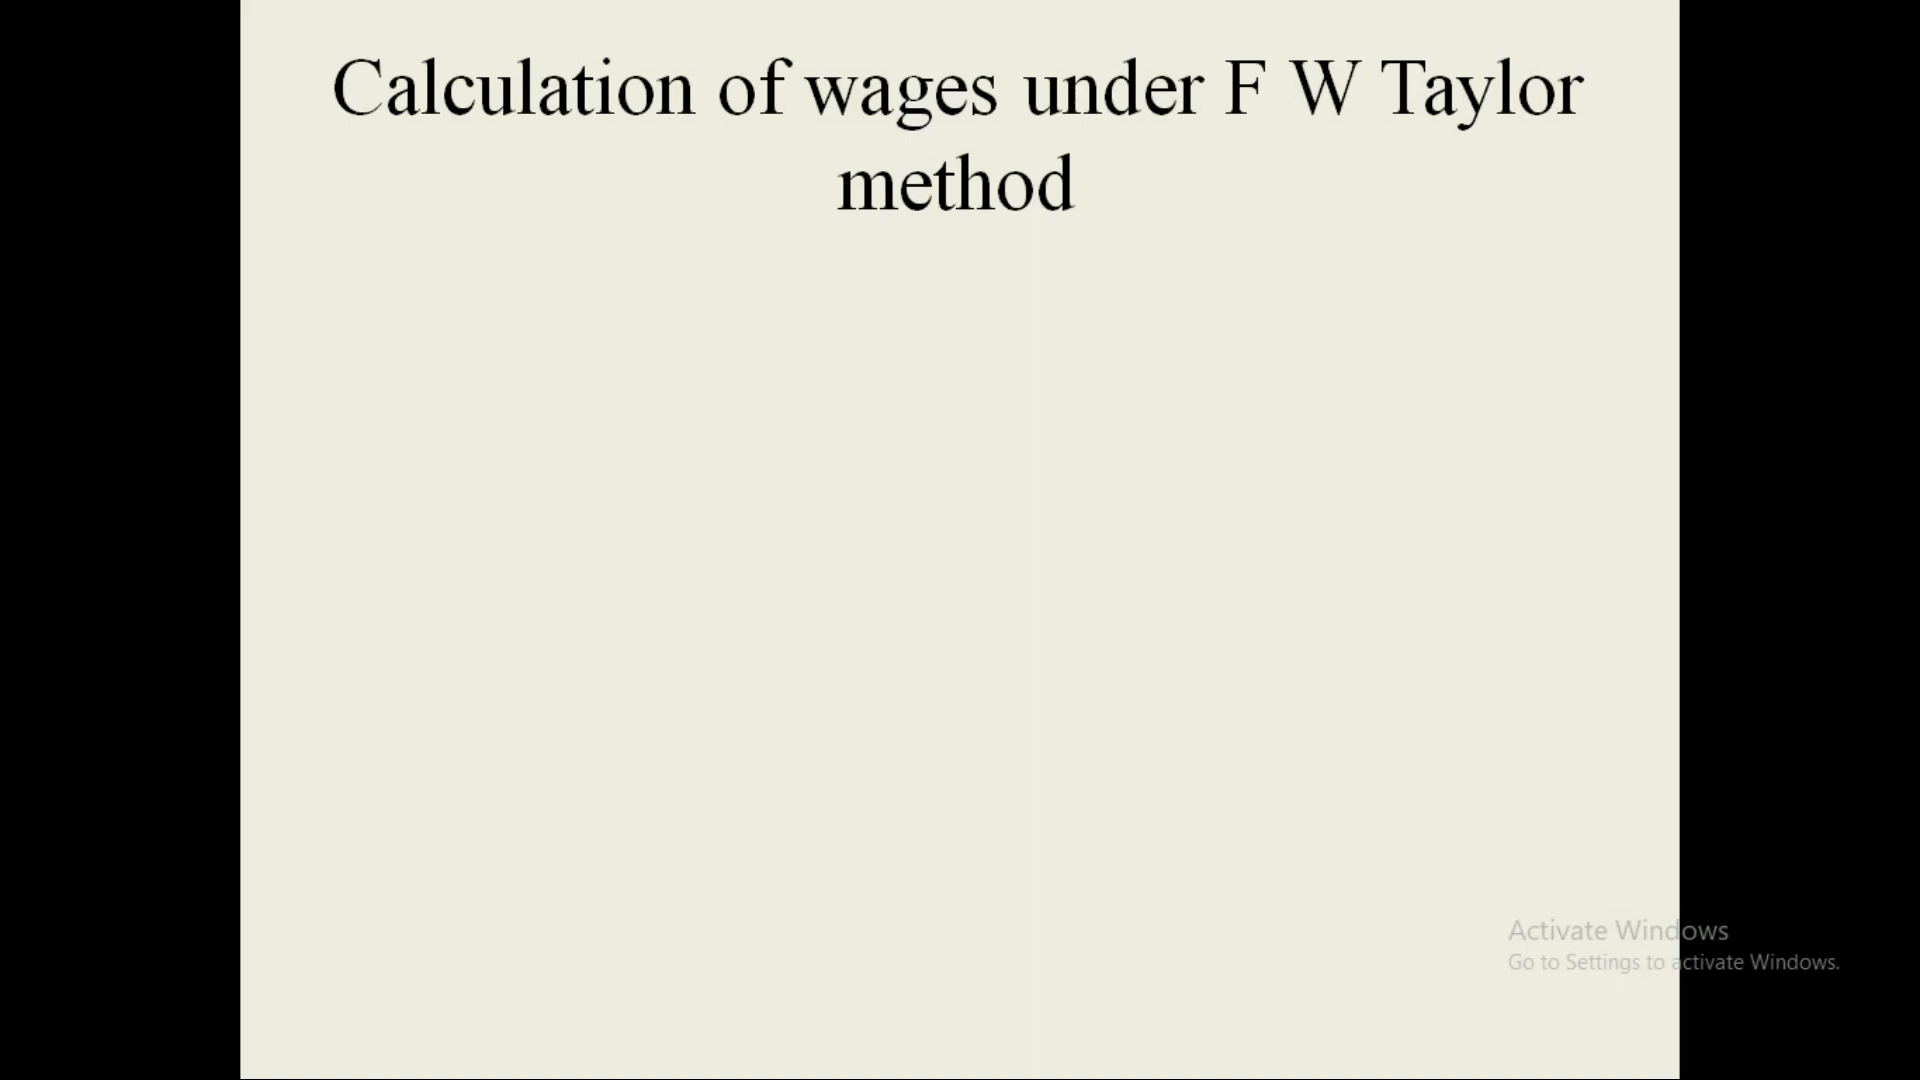 Calculation of wages under F W Taylor
method
Activate Windows
Go to Settings to activate Windows.